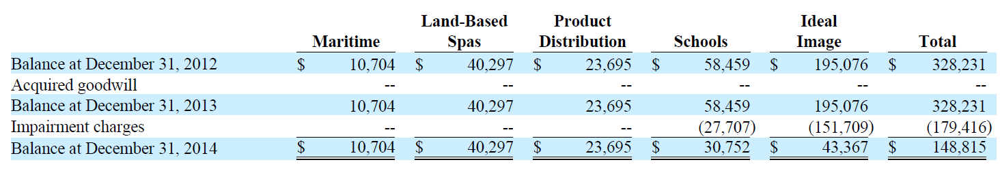 Land-Based Product Ideal
Maritime Spas Distribution Schools Image Total
Balance at December 31, 2012 $ 10,704 $ 40,297 $ 23,695 $ 58,459 $ 195,076 $ 328,231
Acquired goodwill -- -- -- -- -- --
Balance at December 31, 2013 10,704 40,297 23,695 58,459 195,076 328,231
Impairment charges -- -- -- (27,707) (151,709) (179,416)
Balance at December 31, 2014 $ 10,704 $ 40,297 $ 23,695 $ 30,752 $ 43,367 $ 148,815